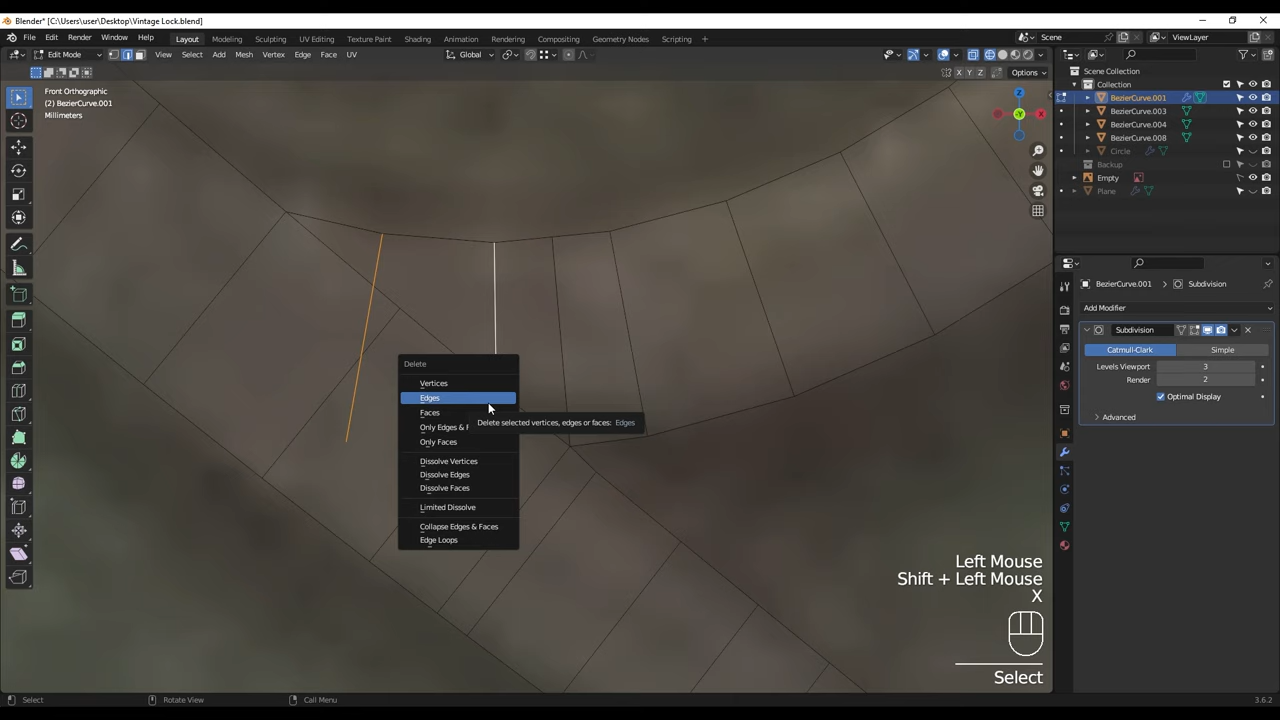 Blender* [C:\Users\user\Desktop\Vintage Lock.blend]
File Edit Render Window Help Layout Modeling Sculpting UV Editing Texture Paint Shading Animation Rendering Compositing Geometry Nodes Scripting + Scene ViewLayer
Edit Mode View Select Add Mesh Vertex Edge Face UV Global
X Y Z Options
Front Orthographic
(2) BezierCurve.001
Millimeters
Z
-Y
X
Scene Collection
Collection
BezierCurve.001
BezierCurve.003
BezierCurve.004
BezierCurve.008
Circle
Backup
Empty
Plane
BezierCurve.001 > Subdivision
Add Modifier
Subdivision
Catmull-Clark Simple
Levels Viewport 3
Render 2
Optimal Display
Advanced
Delete
Vertices
Edges
Faces
Only Edges & F
Only Faces
Dissolve Vertices
Dissolve Edges
Dissolve Faces
Limited Dissolve
Collapse Edges & Faces
Edge Loops
Delete selected vertices, edges or faces: Edges
Left Mouse
Shift + Left Mouse
X
Select
Select Rotate View Call Menu 3.6.2